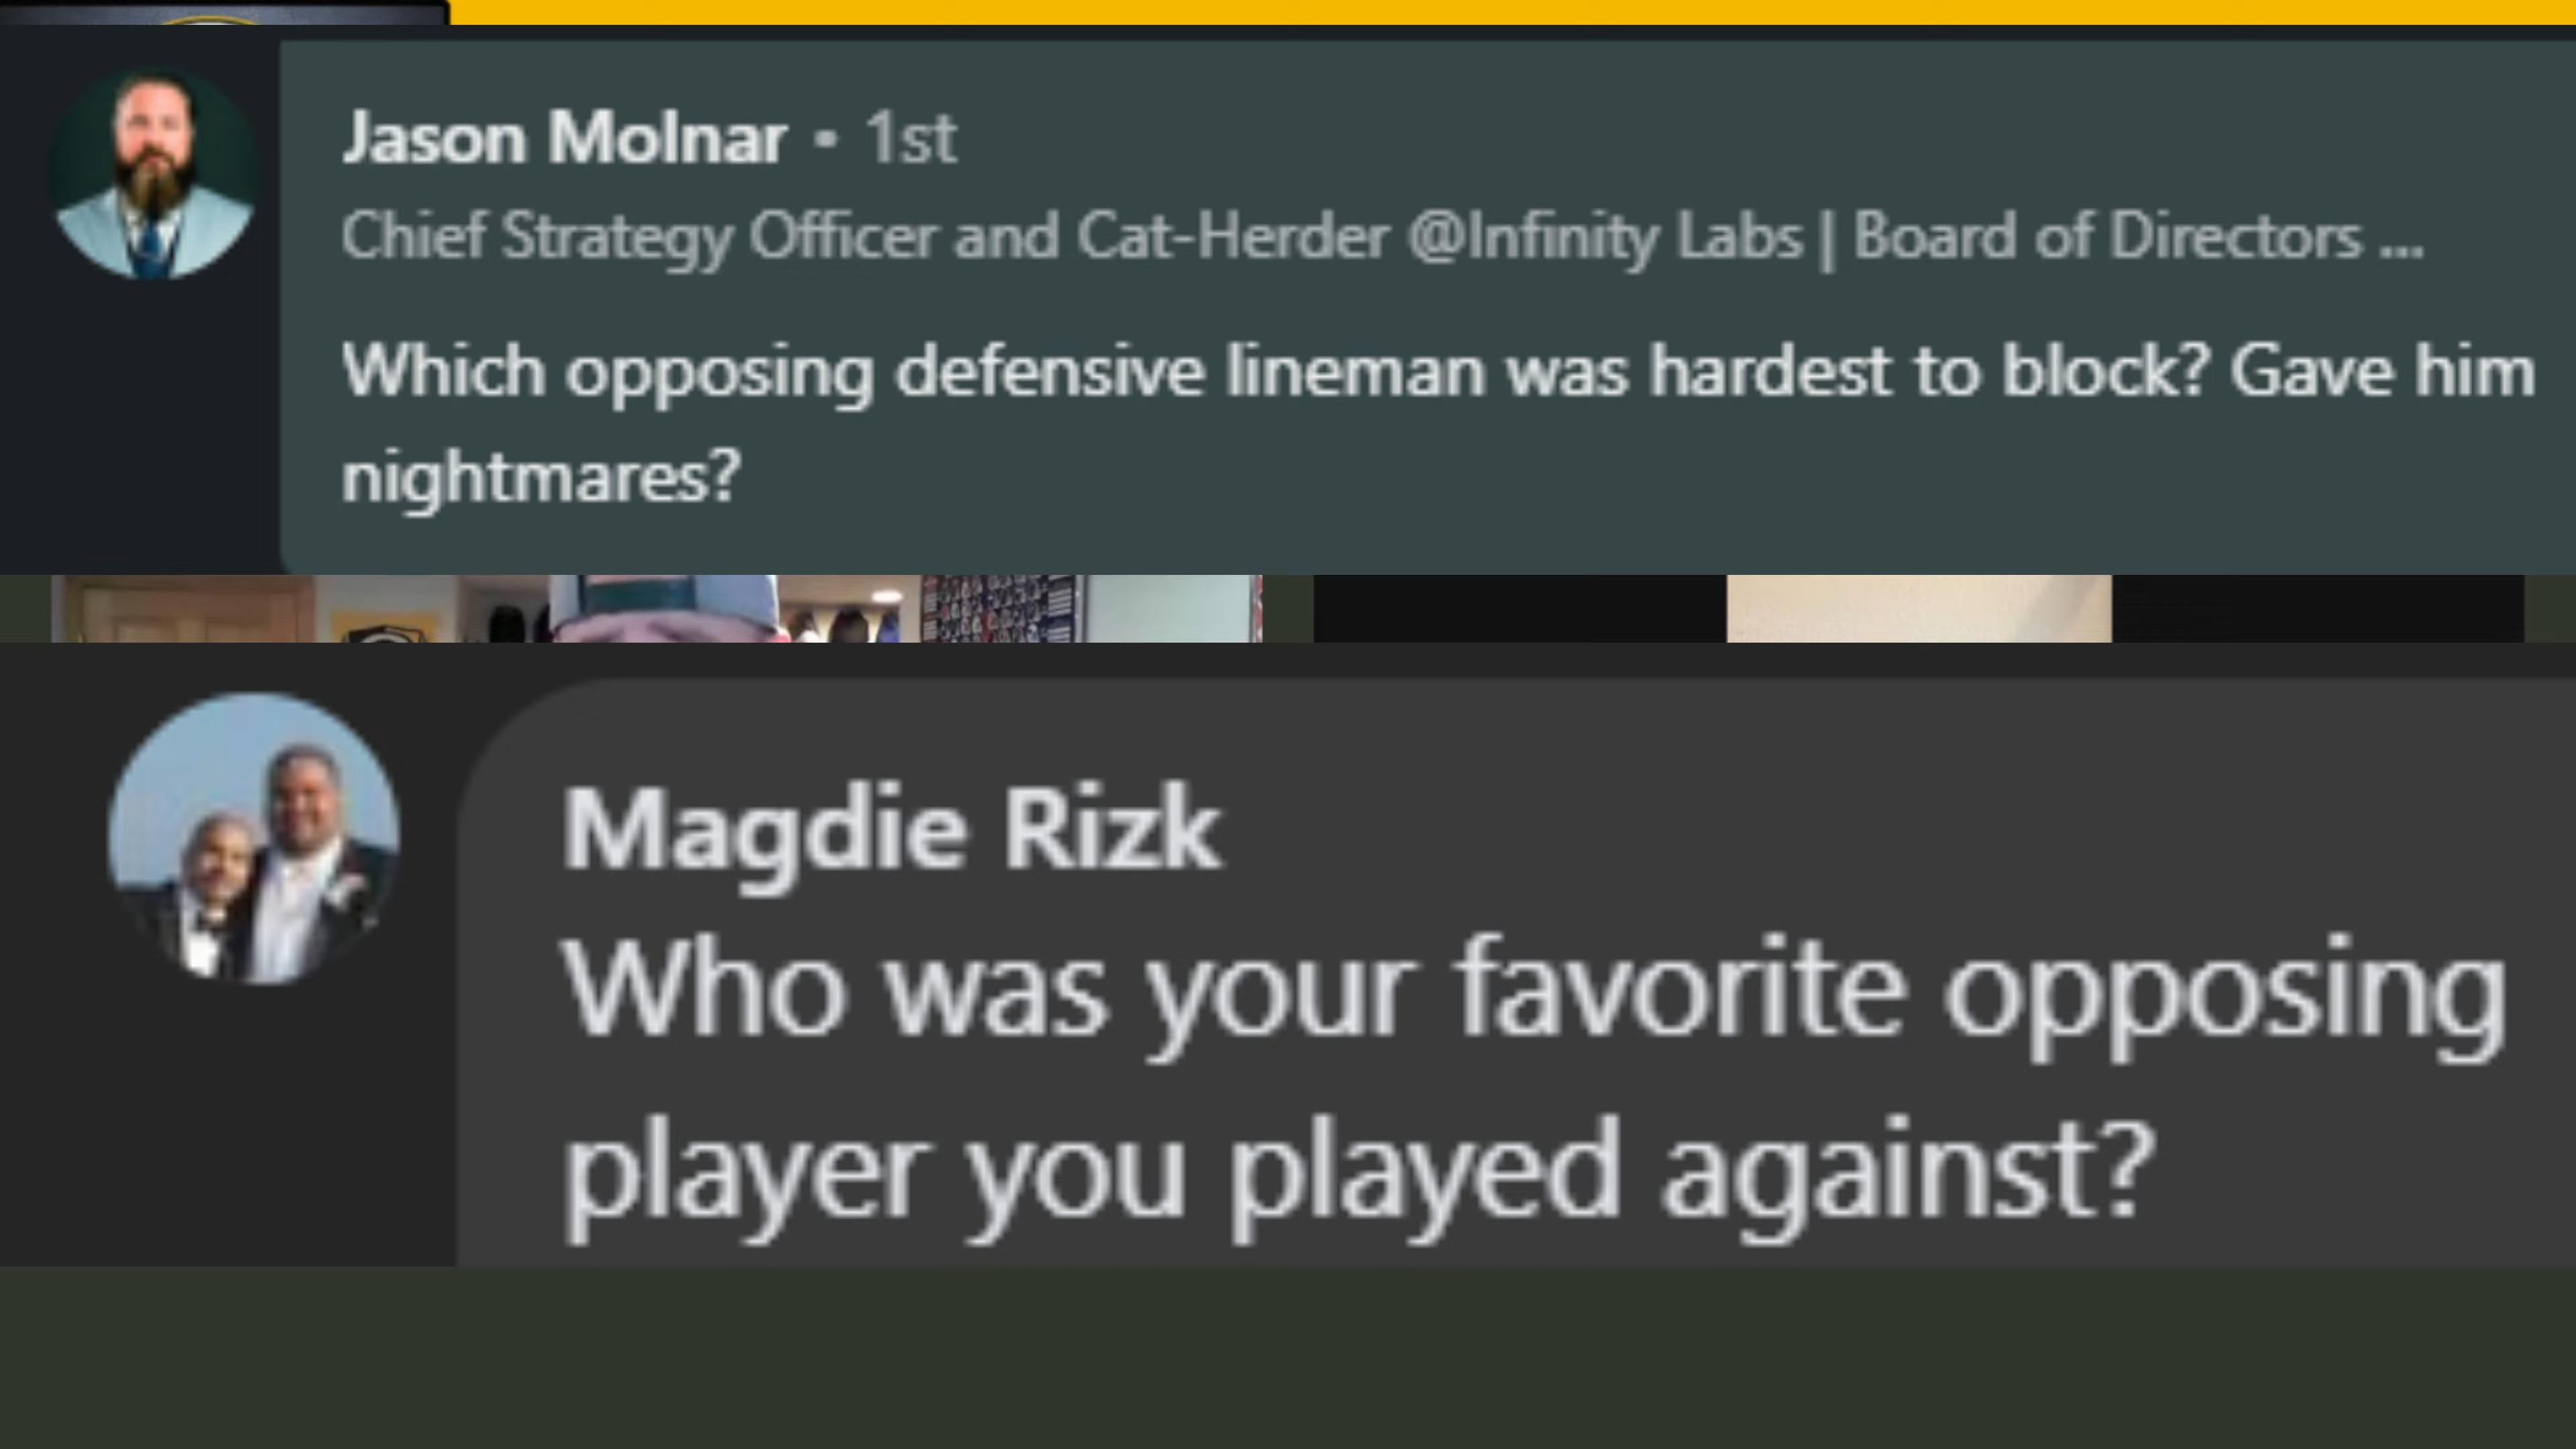 Jason Molnar • 1st
Chief Strategy Officer and Cat-Herder @Infinity Labs | Board of Directors ...
Which opposing defensive lineman was hardest to block? Gave him
nightmares?
Magdie Rizk
Who was your favorite opposing
player you played against?